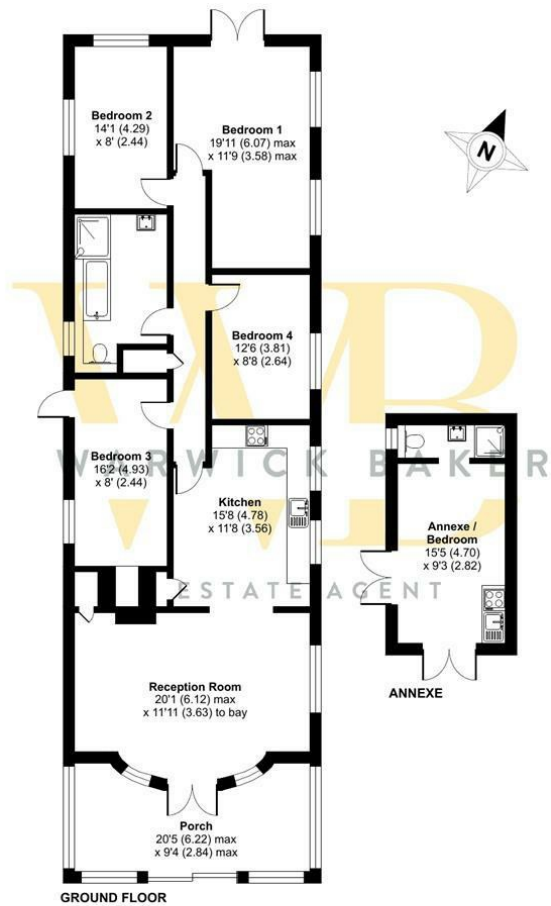 Bedroom 2
14'1 (4.29)
x 8' (2.44)
Bedroom 1
19'11 (6.07) max
x 11'9 (3.58) max
N
Bedroom 4
12'6 (3.81)
x 8'8 (2.64)
WB
WARWICK BAKER
ESTATE AGENT
Bedroom 3
16'2 (4.93)
x 8' (2.44)
Kitchen
15'8 (4.78)
x 11'8 (3.56)
Annexe /
Bedroom
15'5 (4.70)
x 9'3 (2.82)
ANNEXE
Reception Room
20'1 (6.12) max
x 11'11 (3.63) to bay
Porch
20'5 (6.22) max
x 9'4 (2.84) max
GROUND FLOOR